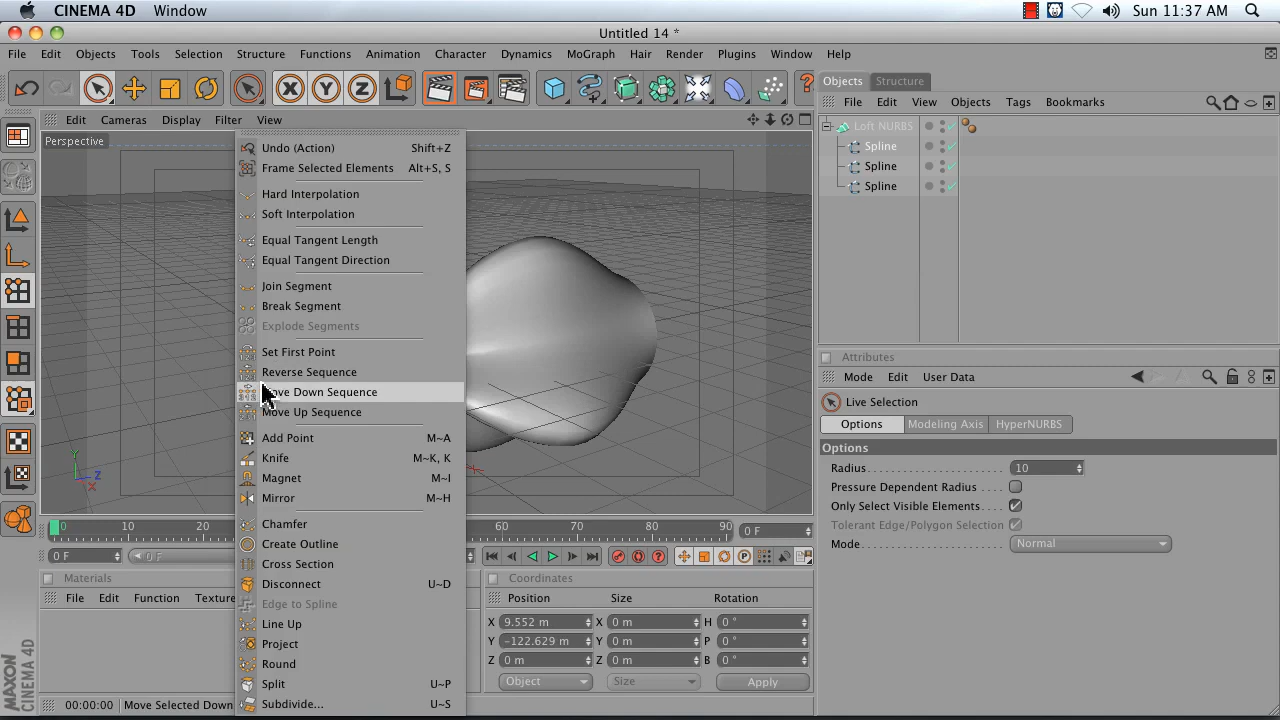 CINEMA 4D Window Sun 11:37 AM
Untitled 14 *
File Edit Objects Tools Selection Structure Functions Animation Character Dynamics MoGraph Hair Render Plugins Window Help
Objects Structure
File Edit View Objects Tags Bookmarks
Edit Cameras Display Filter View
Loft NURBS
Spline
Spline
Spline
Perspective
Undo (Action) Shift+Z
Frame Selected Elements Alt+S, S
Hard Interpolation
Soft Interpolation
Equal Tangent Length
Equal Tangent Direction
Join Segment
Break Segment
Explode Segments
Set First Point
Reverse Sequence
Move Down Sequence
Move Up Sequence
Add Point M~A
Knife M~K, K
Magnet M~I
Mirror M~H
Chamfer
Create Outline
Cross Section
Disconnect U~D
Edge to Spline
Line Up
Project
Round
Split U~P
Subdivide... U~S
Y
Z
X
Attributes
Mode Edit User Data
Live Selection
Options Modeling Axis HyperNURBS
Options
Radius 10
Pressure Dependent Radius
Only Select Visible Elements
Tolerant Edge/Polygon Selection
Mode Normal
0 10 20 60 70 80 90 0 F
0 F 0 F
Materials
File Edit Function Texture
Coordinates
Position Size Rotation
X 9.552 m X 0 m H 0 °
Y -122.629 m Y 0 m P 0 °
Z 0 m Z 0 m B 0 °
Object Size Apply
00:00:00 Move Selected Down
MAXON
CINEMA 4D